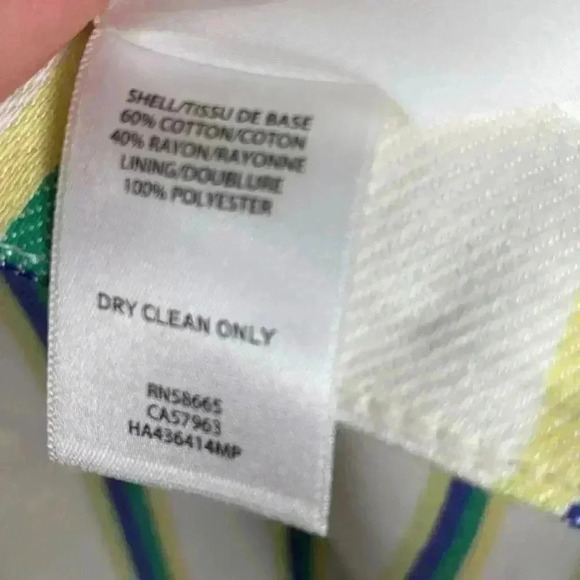 SHELL/TISSU DE BASE
60% COTTON/COTON
40% RAYON/RAYONNE
LINING/DOUBLURE
100% POLYESTER
DRY CLEAN ONLY
RN58665
CA57963
HA436414MP